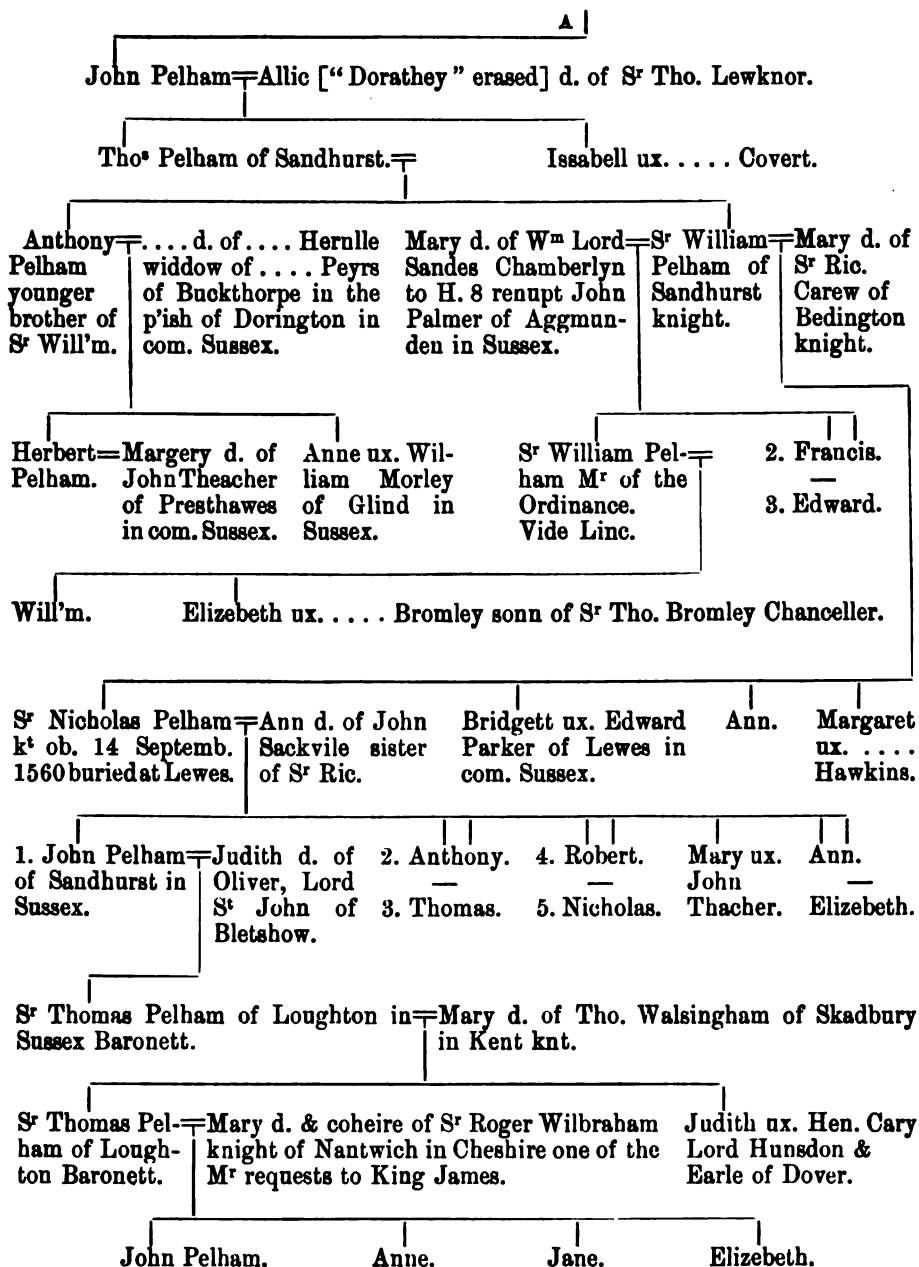 A
John Pelham=Allic ["Dorathey" erased] d. of Sʳ Tho. Lewknor.
Thoˢ Pelham of Sandhurst.=
Issabell ux. . . . . . Covert.
Anthony=
Pelham
younger
brother of
Sʳ Will'm.
. . . . d. of . . . . Hernlle
widdow of . . . . Peyrs
of Buckthorpe in the
p'ish of Dorington in
com. Sussex.
Mary d. of Wᵐ Lord=
Sandes Chamberlyn
to H. 8 renupt John
Palmer of Aggmun-
den in Sussex.
Sʳ William=
Pelham of
Sandhurst
knight.
Mary d. of
Sʳ Ric.
Carew of
Bedington
knight.
Herbert=
Pelham.
Margery d. of
John Theacher
of Presthawes
in com. Sussex.
Anne ux. Wil-
liam Morley
of Glind in
Sussex.
Sʳ William Pel-=
ham Mʳ of the
Ordinance.
Vide Linc.
2. Francis.
—
3. Edward.
Will'm.
Elizebeth ux. . . . . . Bromley sonn of Sʳ Tho. Bromley Chanceller.
Sʳ Nicholas Pelham=
kᵗ ob. 14 Septemb.
1560 buried at Lewes.
Ann d. of John
Sackvile sister
of Sʳ Ric.
Bridgett ux. Edward
Parker of Lewes in
com. Sussex.
Ann.
Margaret
ux. . . . .
Hawkins.
1. John Pelham=
of Sandhurst in
Sussex.
Judith d. of
Oliver, Lord
Sᵗ John of
Bletshow.
2. Anthony.
—
3. Thomas.
4. Robert.
—
5. Nicholas.
Mary ux.
John
Thacher.
Ann.
—
Elizebeth.
Sʳ Thomas Pelham of Loughton in=
Sussex Baronett.
Mary d. of Tho. Walsingham of Skadbury
in Kent knt.
Sʳ Thomas Pel-=
ham of Lough-
ton Baronett.
Mary d. & coheire of Sʳ Roger Wilbraham
knight of Nantwich in Cheshire one of the
Mʳ requests to King James.
Judith ux. Hen. Cary
Lord Hunsdon &
Earle of Dover.
John Pelham.
Anne.
Jane.
Elizebeth.